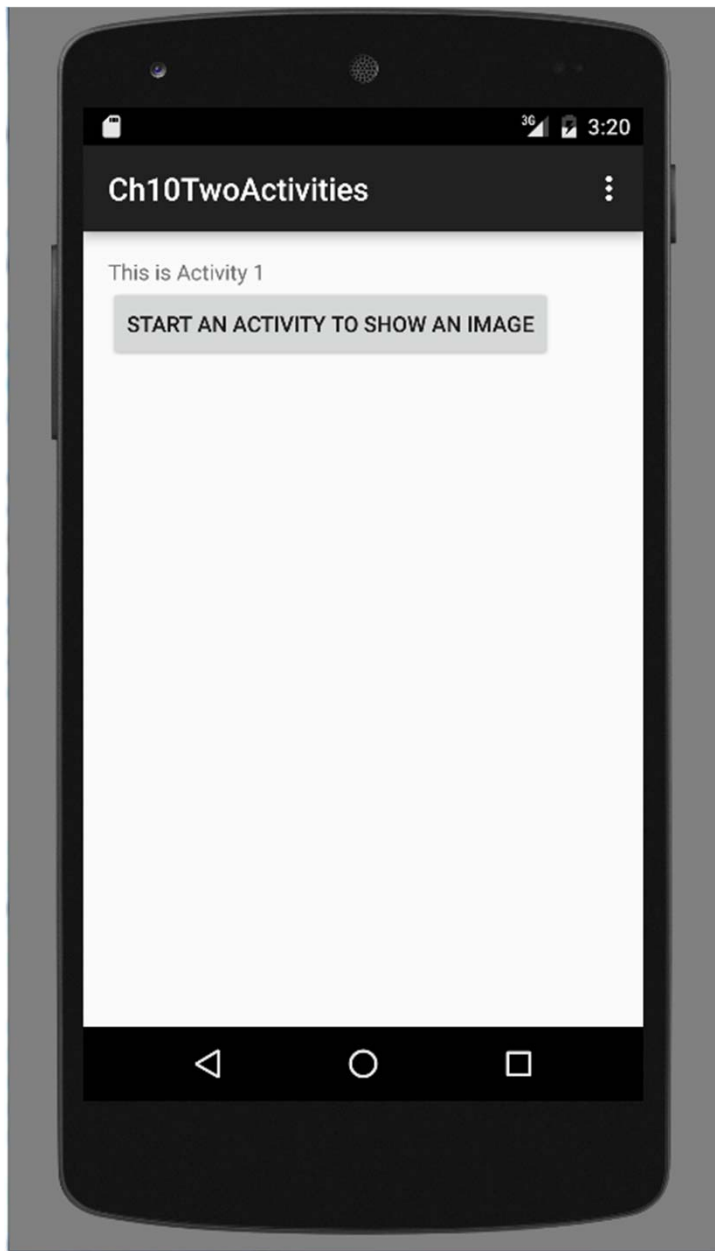 3G 3:20
Ch10TwoActivities
This is Activity 1
START AN ACTIVITY TO SHOW AN IMAGE